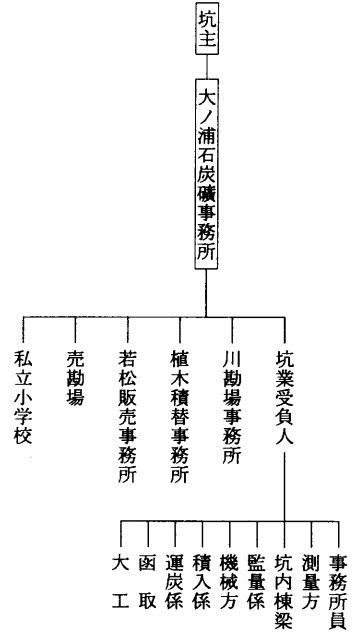 坑主
大ノ浦石炭礦事務所
坑業受負人
川勘場事務所
植木積替事務所
若松販売事務所
売勘場
私立小学校
事務所員
測量方
坑内棟梁
監量係
機械方
積入係
運炭係
函取
大工